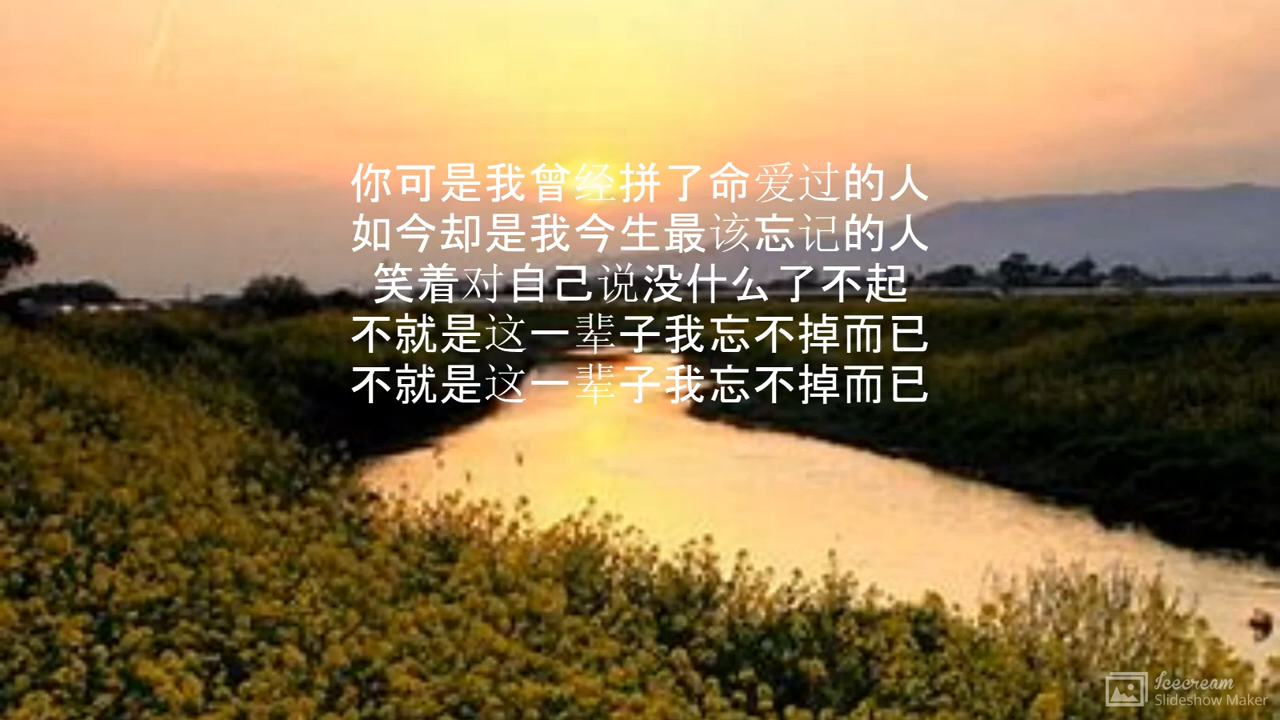 你可是我曾经拼了命爱过的人
如今却是我今生最该忘记的人
笑着对自己说没什么了不起
不就是这一辈子我忘不掉而已
不就是这一辈子我忘不掉而已
Icecream
Slideshow Maker